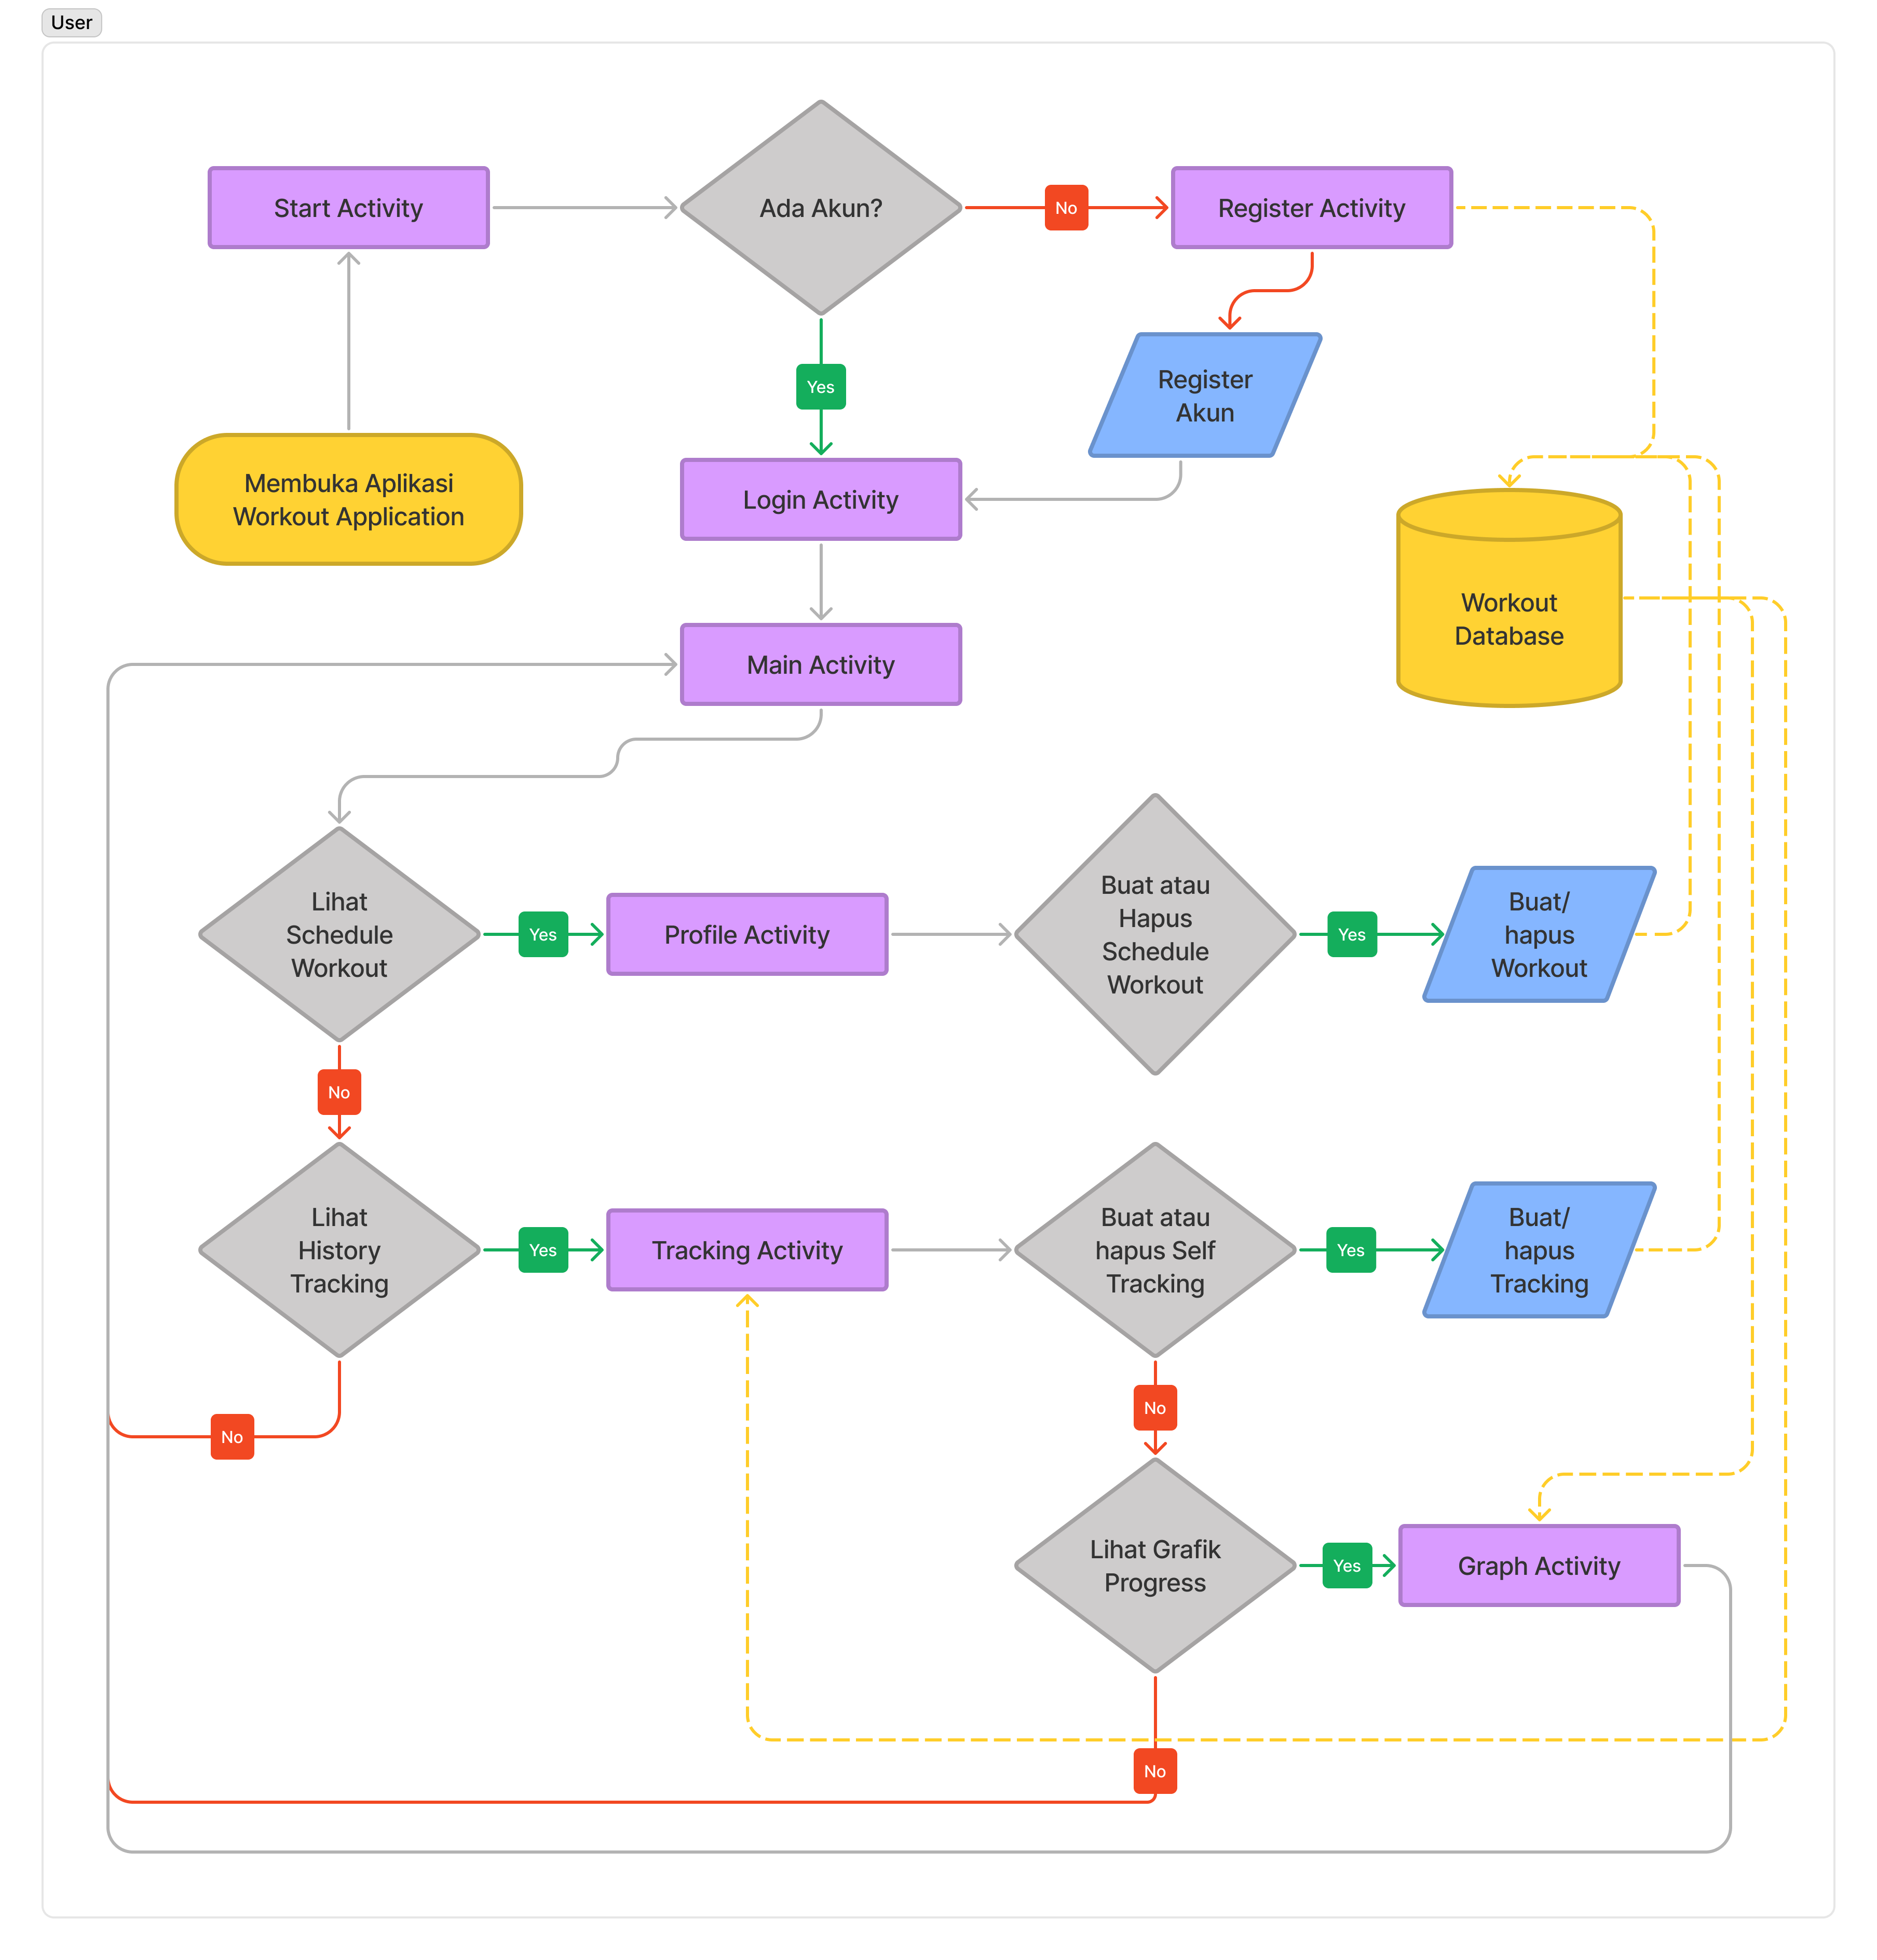 User
Start Activity
Ada Akun?
No
Register Activity
Yes
Register
Akun
Membuka Aplikasi
Workout Application
Login Activity
Workout
Database
Main Activity
Lihat
Schedule
Workout
Yes
Profile Activity
Buat atau
Hapus
Schedule
Workout
Yes
Buat/
hapus
Workout
No
Lihat
History
Tracking
Yes
Tracking Activity
Buat atau
hapus Self
Tracking
Yes
Buat/
hapus
Tracking
No
No
Lihat Grafik
Progress
Yes
Graph Activity
No